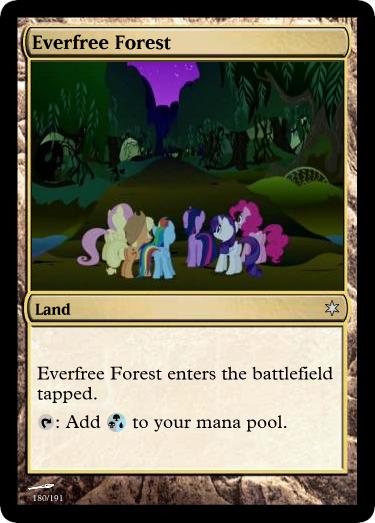 Everfree Forest
Land
Everfree Forest enters the battlefield
tapped.
: Add to your mana pool.
180/191